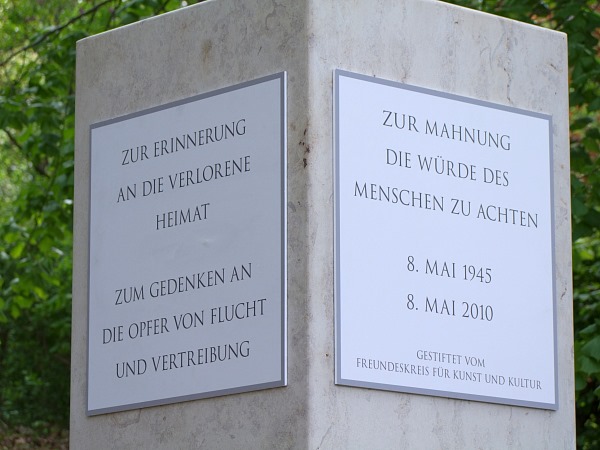 ZUR ERINNERUNG
AN DIE VERLORENE
HEIMAT
ZUM GEDENKEN AN
DIE OPFER VON FLUCHT
UND VERTREIBUNG
ZUR MAHNUNG
DIE WÜRDE DES
MENSCHEN ZU ACHTEN
8. MAI 1945
8. MAI 2010
GESTIFTET VOM
FREUNDESKREIS FÜR KUNST UND KULTUR